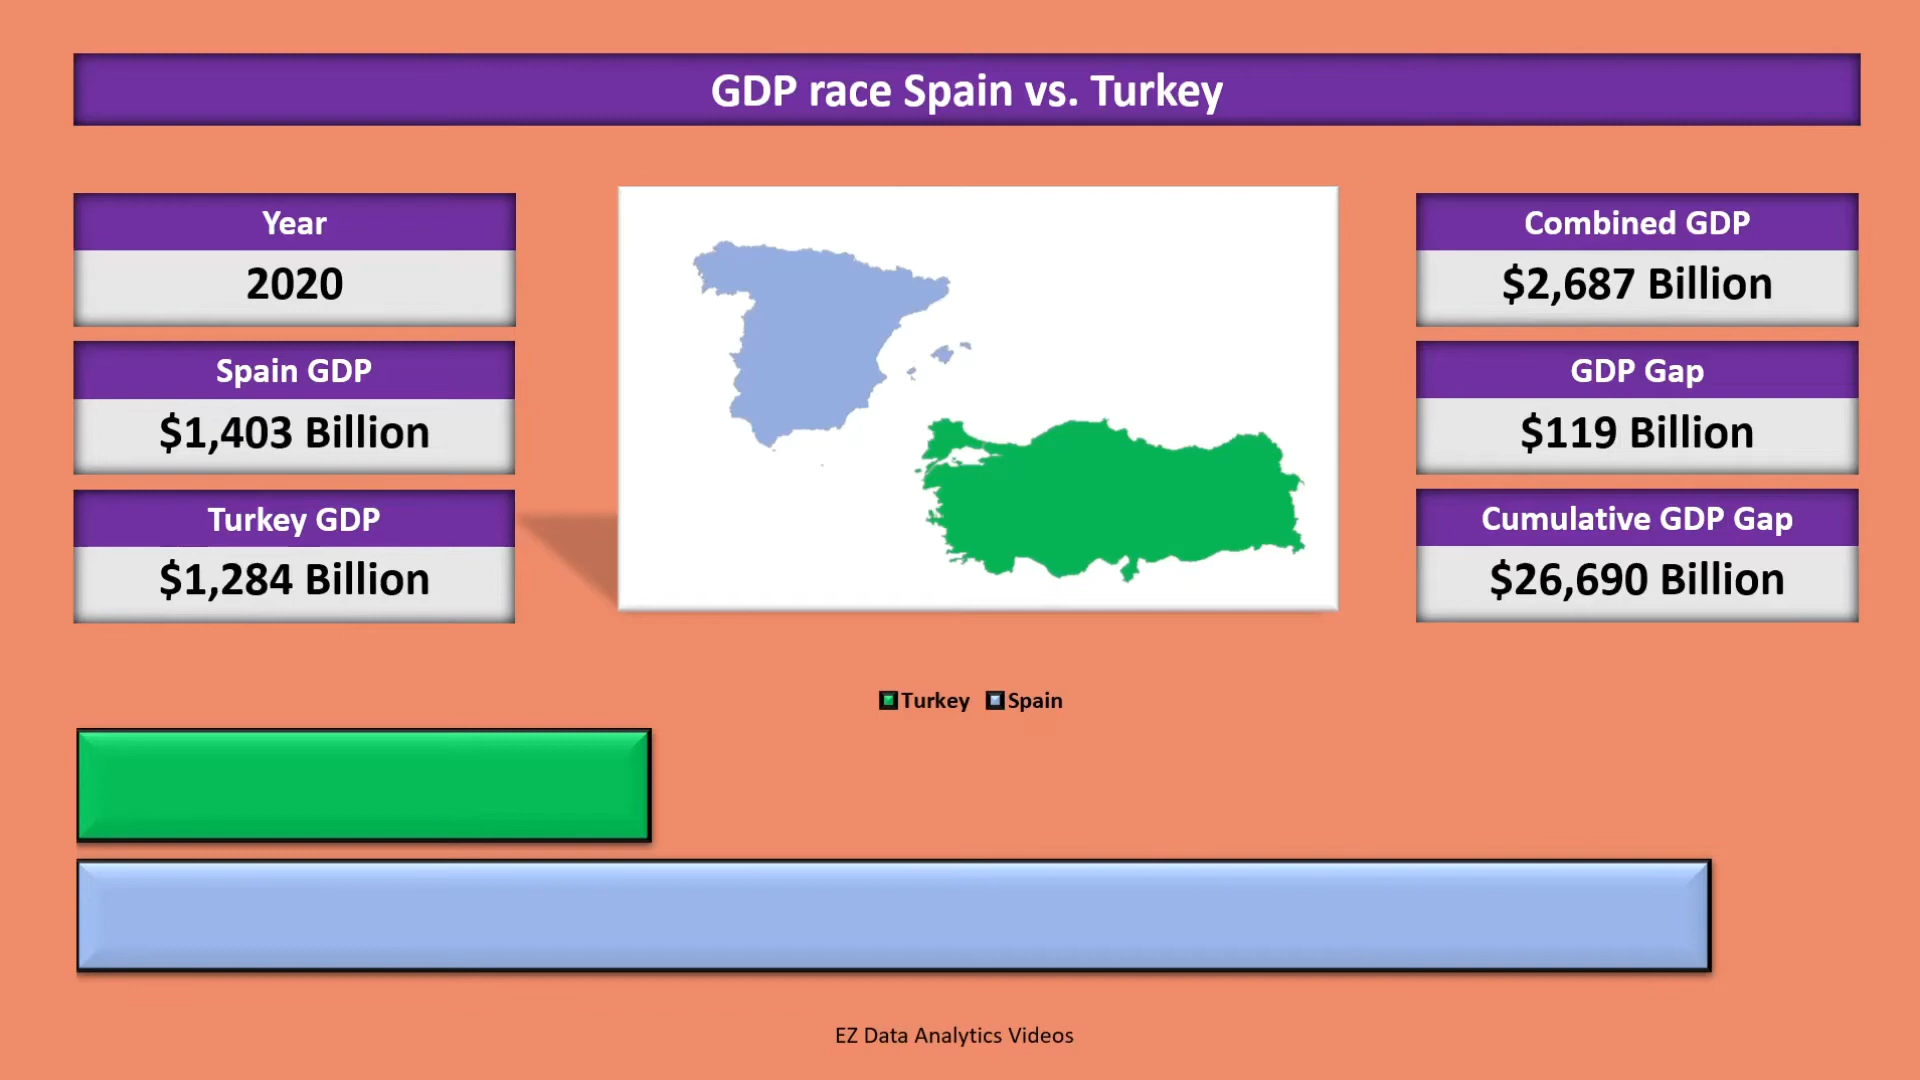 GDP race Spain vs. Turkey
Year
2020
Spain GDP
$1,403 Billion
Turkey GDP
$1,284 Billion
Combined GDP
$2,687 Billion
GDP Gap
$119 Billion
Cumulative GDP Gap
$26,690 Billion
Turkey Spain
EZ Data Analytics Videos